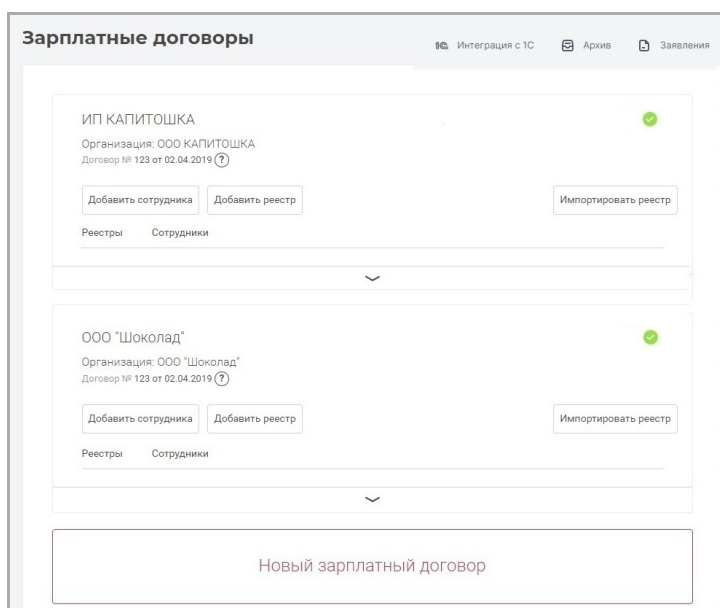 Зарплатные договоры
1С Интеграция с 1С Архив Заявления
ИП КАПИТОШКА
Организация: ООО КАПИТОШКА
Договор № 123 от 02.04.2019 ?
Добавить сотрудника Добавить реестр Импортировать реестр
Реестры Сотрудники
ООО "Шоколад"
Организация: ООО "Шоколад"
Договор № 123 от 02.04.2019 ?
Добавить сотрудника Добавить реестр Импортировать реестр
Реестры Сотрудники
Новый зарплатный договор